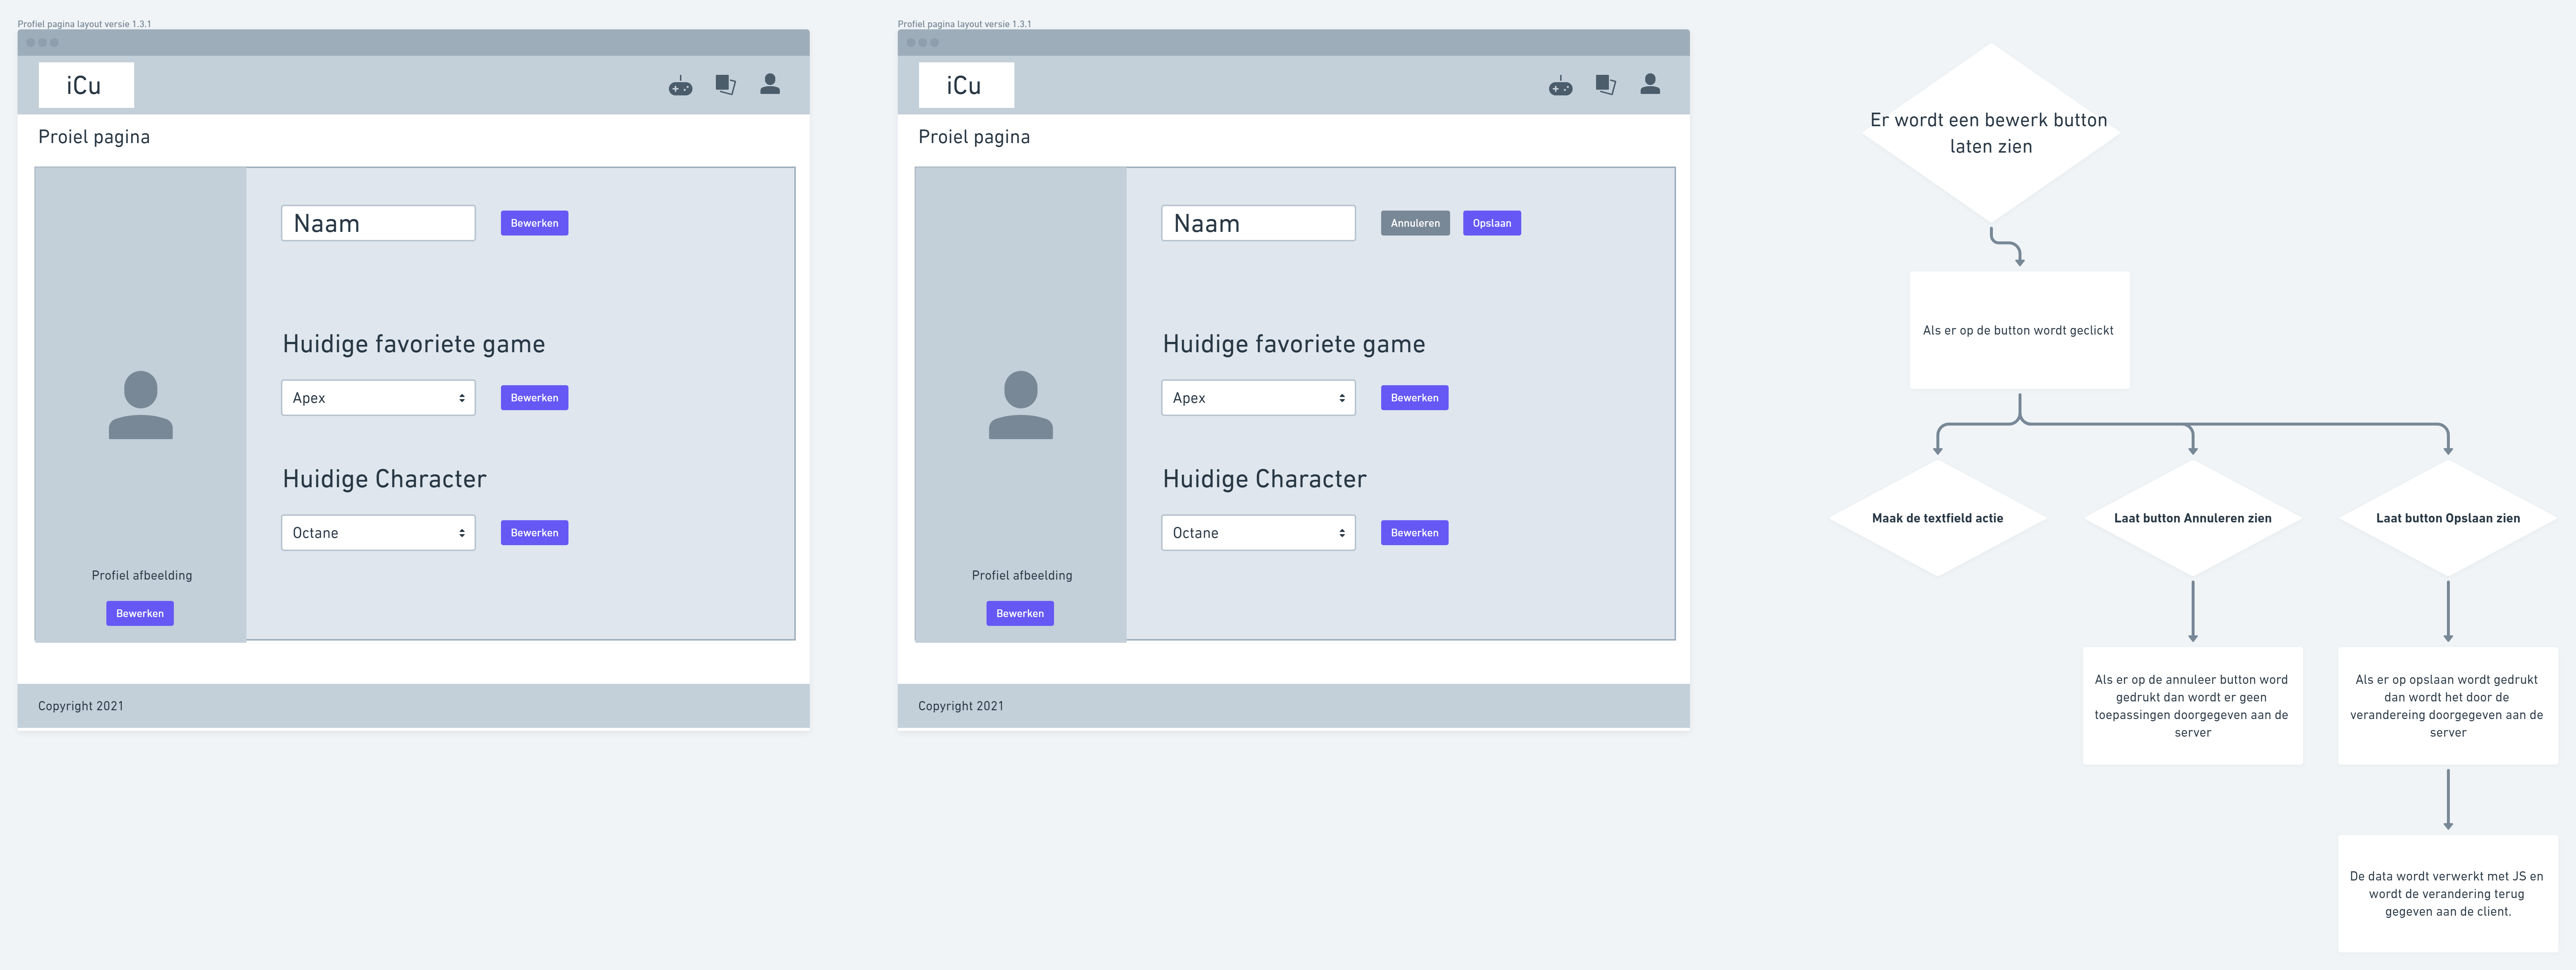 Profiel pagina layout versie 1.3.1
iCu
Proiel pagina
Naam
Bewerken
Huidige favoriete game
Apex
Bewerken
Huidige Character
Octane
Bewerken
Profiel afbeelding
Bewerken
Copyright 2021
Profiel pagina layout versie 1.3.1
iCu
Proiel pagina
Naam
Annuleren
Opslaan
Huidige favoriete game
Apex
Bewerken
Huidige Character
Octane
Bewerken
Profiel afbeelding
Bewerken
Copyright 2021
Er wordt een bewerk button
laten zien
Als er op de button wordt geclickt
Maak de textfield actie
Laat button Annuleren zien
Laat button Opslaan zien
Als er op de annuleer button word
gedrukt dan wordt er geen
toepassingen doorgegeven aan de
server
Als er op opslaan wordt gedrukt
dan wordt het door de
verandereing doorgegeven aan de
server
De data wordt verwerkt met JS en
wordt de verandering terug
gegeven aan de client.